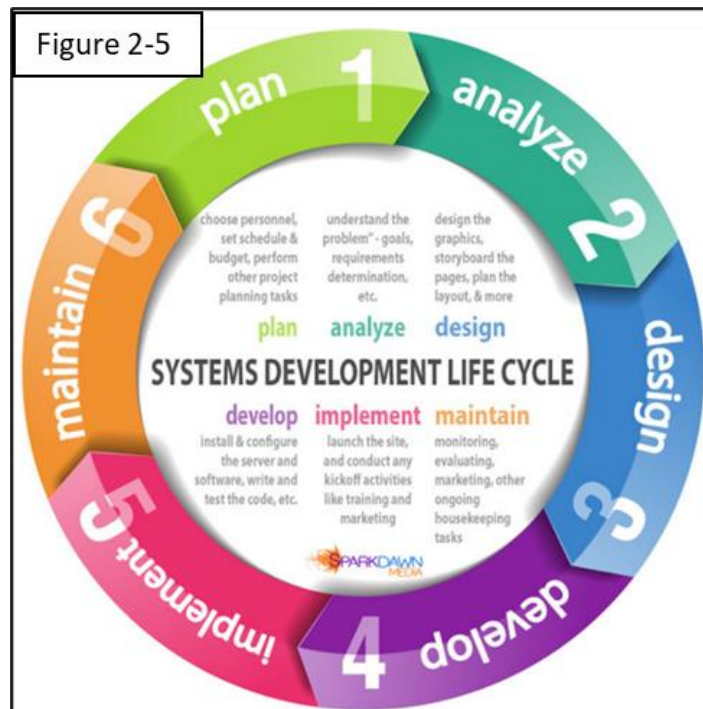 Figure 2-5
plan 1
analyze 2
design 3
develop 4
implement 5
maintain 6
choose personnel,
set schedule &
budget, perform
other project
planning tasks
plan
understand the
problem" - goals,
requirements
determination,
etc.
analyze
design the
graphics,
storyboard the
pages, plan the
layout, & more
design
SYSTEMS DEVELOPMENT LIFE CYCLE
develop
install & configure
the server and
software, write and
test the code, etc.
implement
launch the site,
and conduct any
kickoff activities
like training and
marketing
maintain
monitoring,
evaluating,
marketing, other
ongoing
housekeeping
tasks
SPARKDAWN
MEDIA